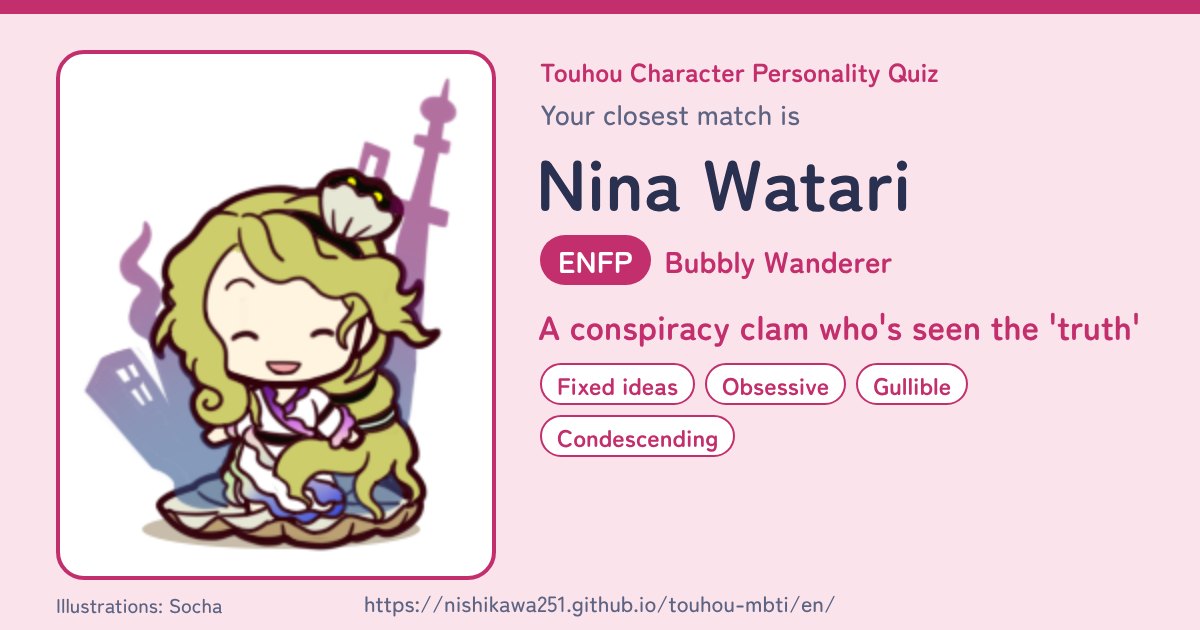 Touhou Character Personality Quiz
Your closest match is
Nina Watari
ENFP Bubbly Wanderer
A conspiracy clam who's seen the 'truth'
Fixed ideas Obsessive Gullible
Condescending
Illustrations: Socha https://nishikawa251.github.io/touhou-mbti/en/